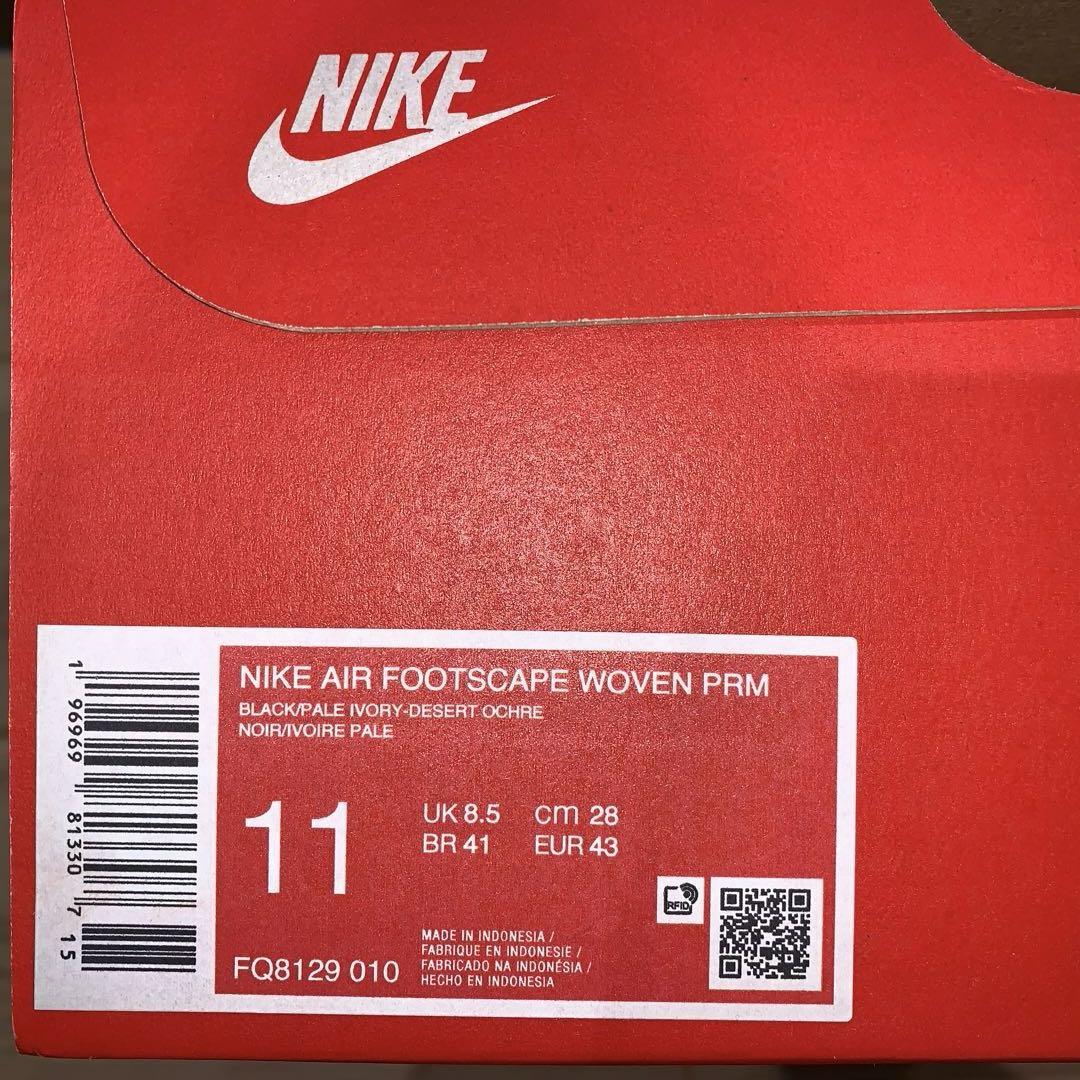 NIKE
NIKE AIR FOOTSCAPE WOVEN PRM
BLACK/PALE IVORY-DESERT OCHRE
NOIR/IVOIRE PALE
11
UK 8.5 cm 28
BR 41 EUR 43
RFID
FQ8129 010
MADE IN INDONESIA /
FABRIQUE EN INDONESIE /
FABRICADO NA INDONÉSIA /
HECHO EN INDONESIA
1 96969 81330 7 15